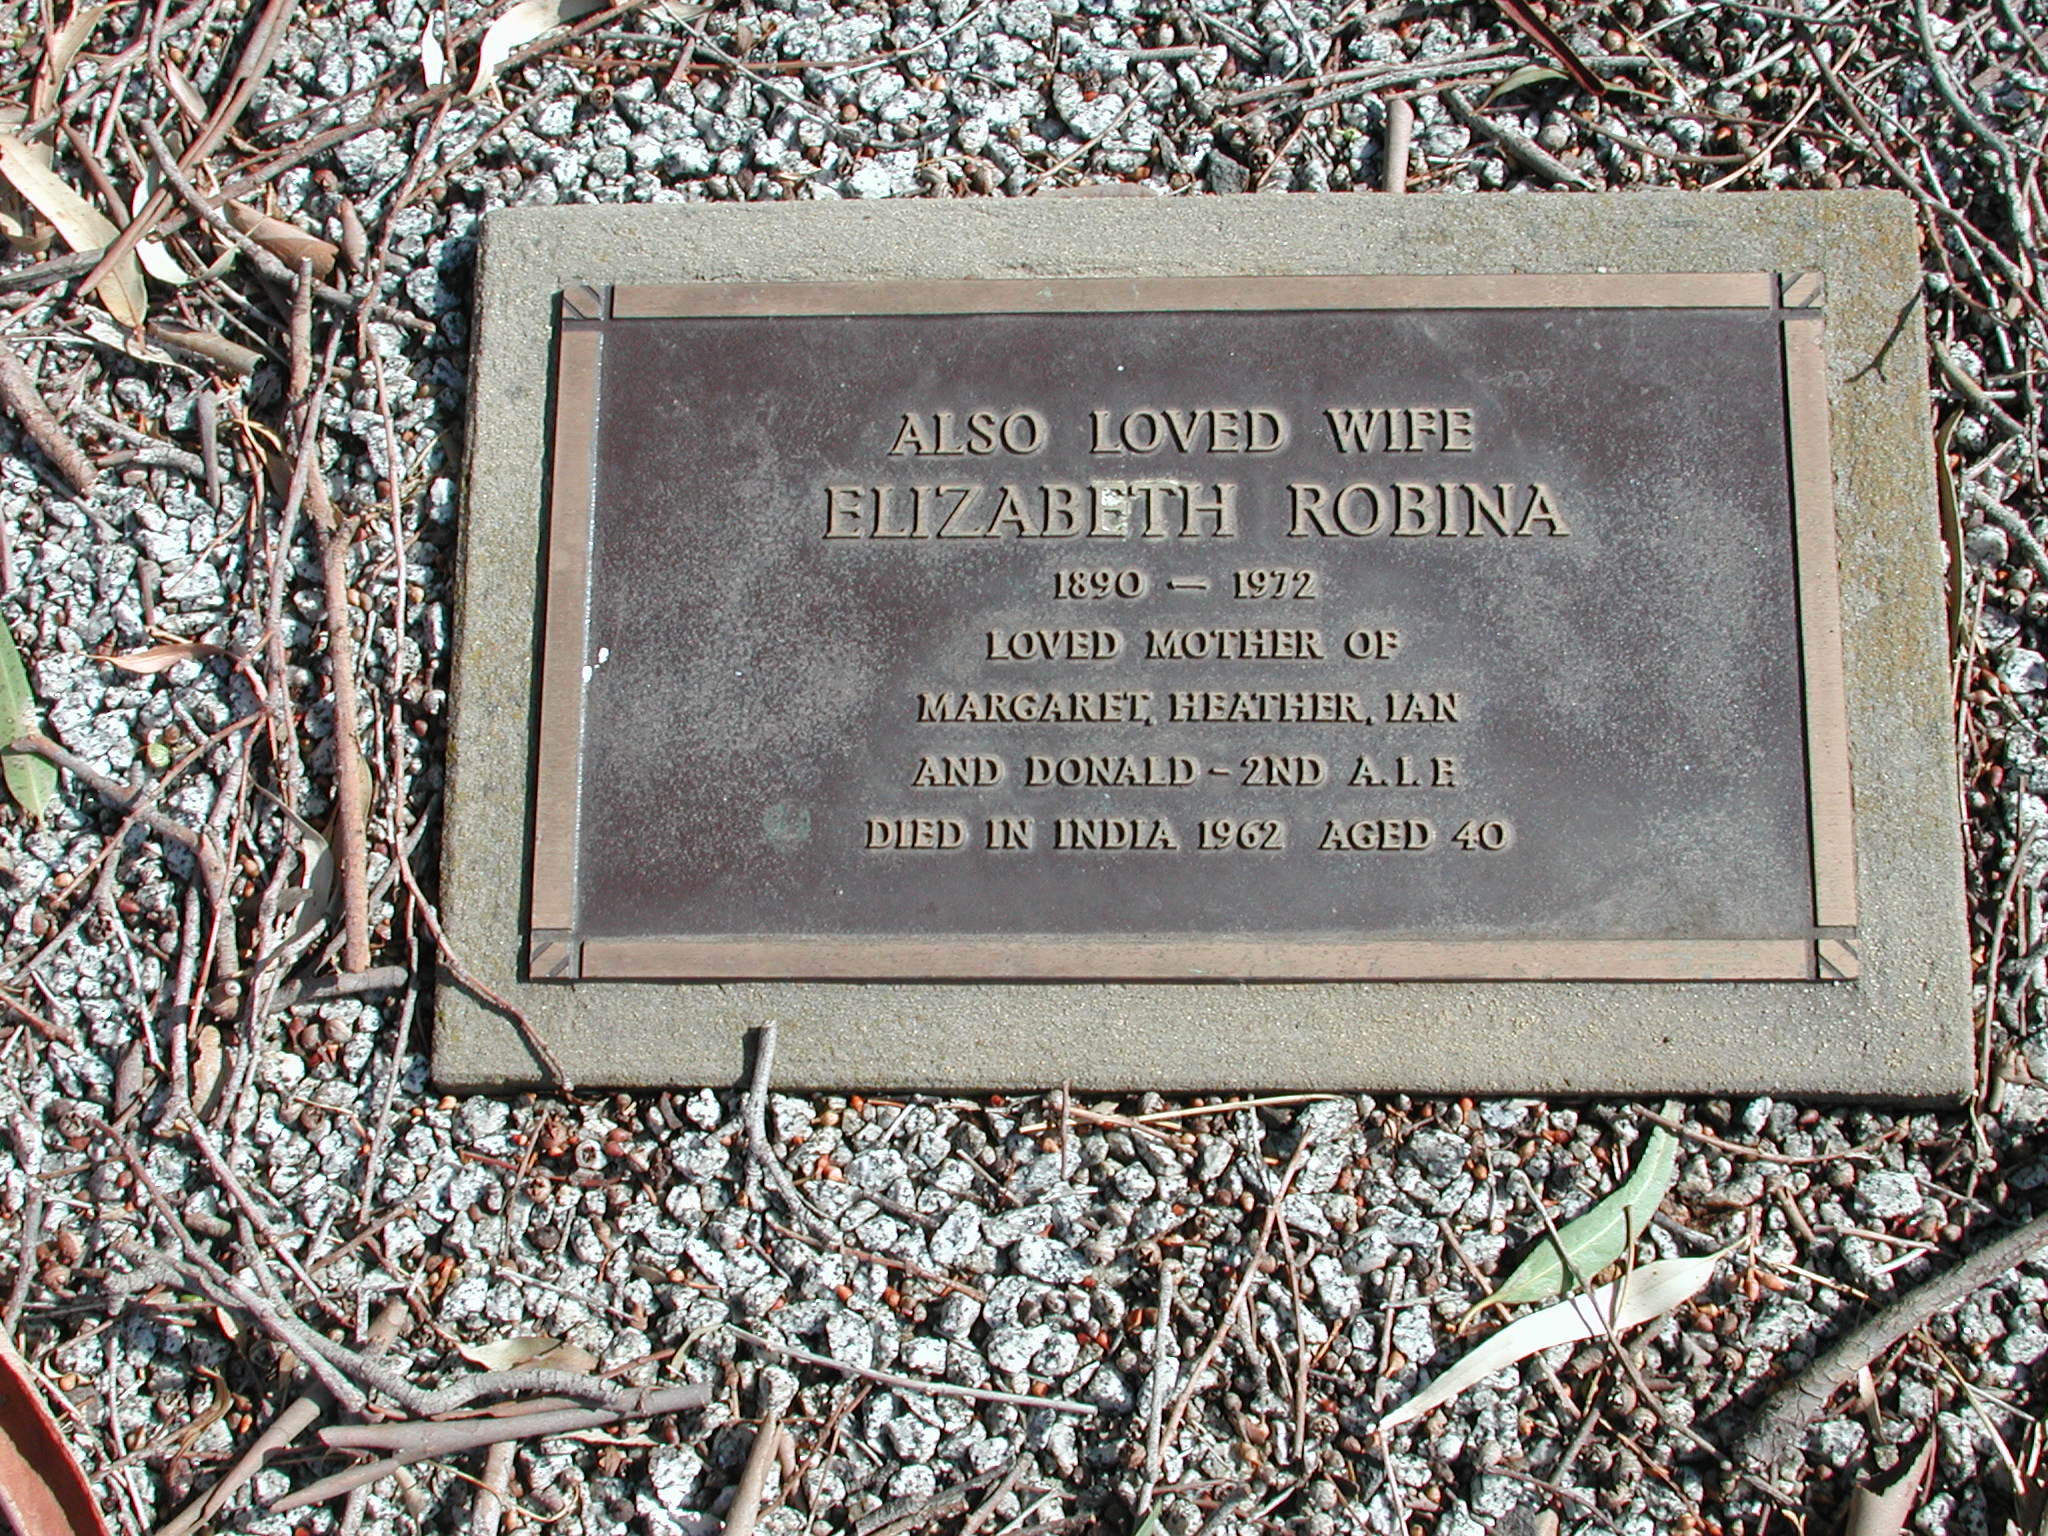 ALSO LOVED WIFE
ELIZABETH ROBINA
1890 — 1972
LOVED MOTHER OF
MARGARET, HEATHER, IAN
AND DONALD – 2ND A.I.F.
DIED IN INDIA 1962 AGED 40